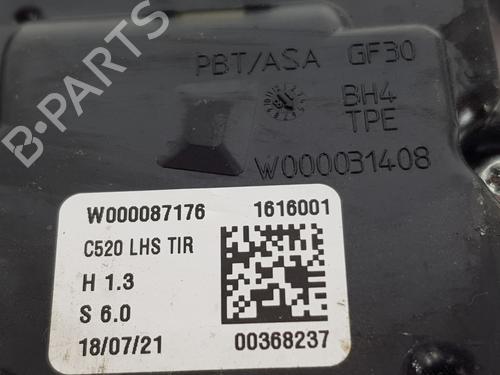 PBT/ASA GF30
BH4
TPE
W000031408
W000087176 1616001
C520 LHS TIR
H 1.3
S 6.0
18/07/21 00368237
B-PARTS